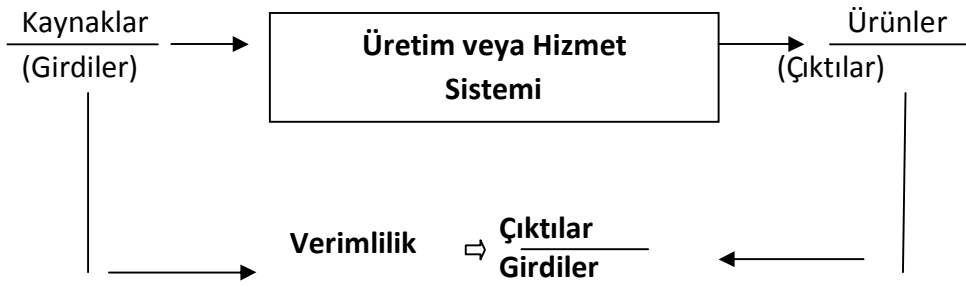 Kaynaklar
(Girdiler)
Üretim veya Hizmet
Sistemi
Ürünler
(Çıktılar)
Verimlilik ⇨ Çıktılar
Girdiler